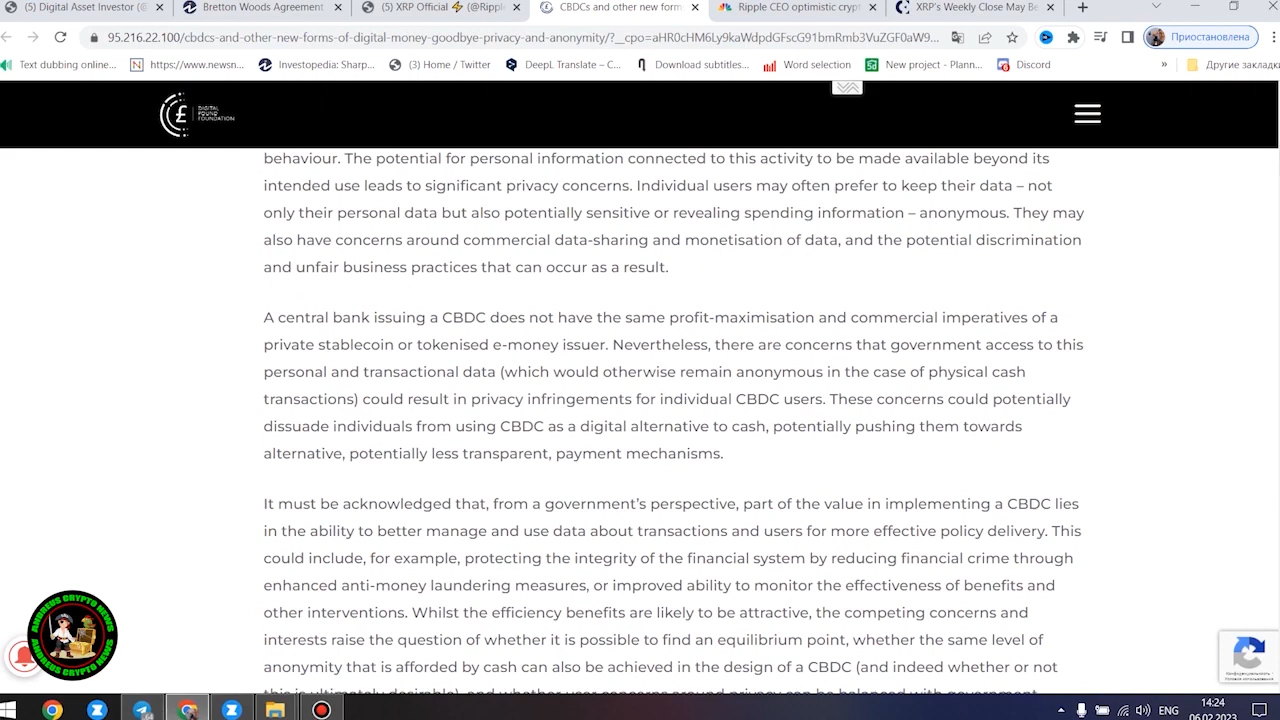 (5) Digital Asset Investor (@
Bretton Woods Agreement
(5) XRP Official ⚡ (@Rippl
CBDCs and other new form
Ripple CEO optimistic crypt
XRP's Weekly Close May Be
95.216.22.100/cbdcs-and-other-new-forms-of-digital-money-goodbye-privacy-and-anonymity/?__cpo=aHR0cHM6Ly9kaWdpdGFscG91bmRmb3VuZGF0aW9...
Приостановлена
Text dubbing online...
https://www.newsn...
Investopedia: Sharp...
(3) Home / Twitter
DeepL Translate – C...
Download subtitles...
Word selection
New project - Plann...
Discord
»
Другие закладки
DIGITAL
POUND
FOUNDATION
behaviour. The potential for personal information connected to this activity to be made available beyond its
intended use leads to significant privacy concerns. Individual users may often prefer to keep their data – not
only their personal data but also potentially sensitive or revealing spending information – anonymous. They may
also have concerns around commercial data-sharing and monetisation of data, and the potential discrimination
and unfair business practices that can occur as a result.
A central bank issuing a CBDC does not have the same profit-maximisation and commercial imperatives of a
private stablecoin or tokenised e-money issuer. Nevertheless, there are concerns that government access to this
personal and transactional data (which would otherwise remain anonymous in the case of physical cash
transactions) could result in privacy infringements for individual CBDC users. These concerns could potentially
dissuade individuals from using CBDC as a digital alternative to cash, potentially pushing them towards
alternative, potentially less transparent, payment mechanisms.
It must be acknowledged that, from a government's perspective, part of the value in implementing a CBDC lies
in the ability to better manage and use data about transactions and users for more effective policy delivery. This
could include, for example, protecting the integrity of the financial system by reducing financial crime through
enhanced anti-money laundering measures, or improved ability to monitor the effectiveness of benefits and
other interventions. Whilst the efficiency benefits are likely to be attractive, the competing concerns and
interests raise the question of whether it is possible to find an equilibrium point, whether the same level of
anonymity that is afforded by cash can also be achieved in the design of a CBDC (and indeed whether or not
ANDREUS CRYPTO NEWS
ANDREUS CRYPTO NEWS
Конфиденциальность -
Условия использования
ENG
14:24
06.02.2023